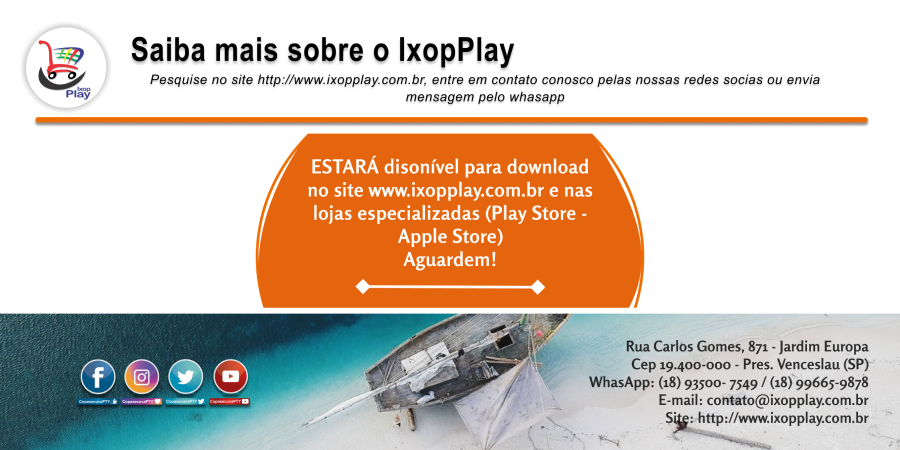 Ixop
Play
Saiba mais sobre o IxopPlay
Pesquise no site http://www.ixopplay.com.br, entre em contato conosco pelas nossas redes socias ou envia
mensagem pelo whasapp
ESTARÁ disonível para download
no site www.ixopplay.com.br e nas
lojas especializadas (Play Store -
Apple Store)
Aguardem!
Rua Carlos Gomes, 871 - Jardim Europa
Cep 19.400-000 - Pres. Venceslau (SP)
WhasApp: (18) 93500- 7549 / (18) 99665-9878
E-mail: contato@ixopplay.com.br
Site: http://www.ixopplay.com.br